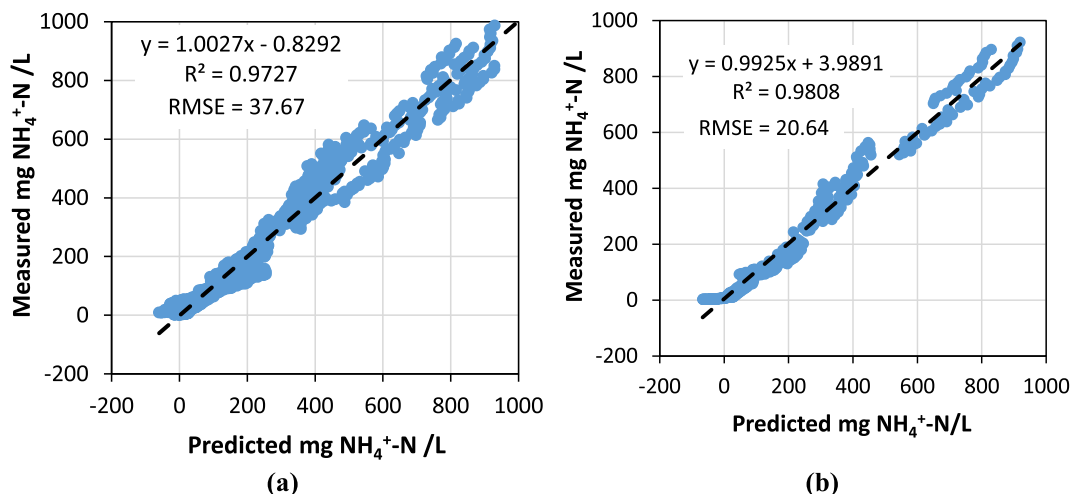 1000
800
600
400
200
0
-200
-200 0 200 400 600 800 1000
Measured mg NH₄⁺-N /L
Predicted mg NH₄⁺-N /L
y = 1.0027x - 0.8292
R² = 0.9727
RMSE = 37.67
(a)
1000
800
600
400
200
0
-200
-200 0 200 400 600 800 1000
Measured mg NH₄⁺-N /L
Predicted mg NH₄⁺-N/L
y = 0.9925x + 3.9891
R² = 0.9808
RMSE = 20.64
(b)